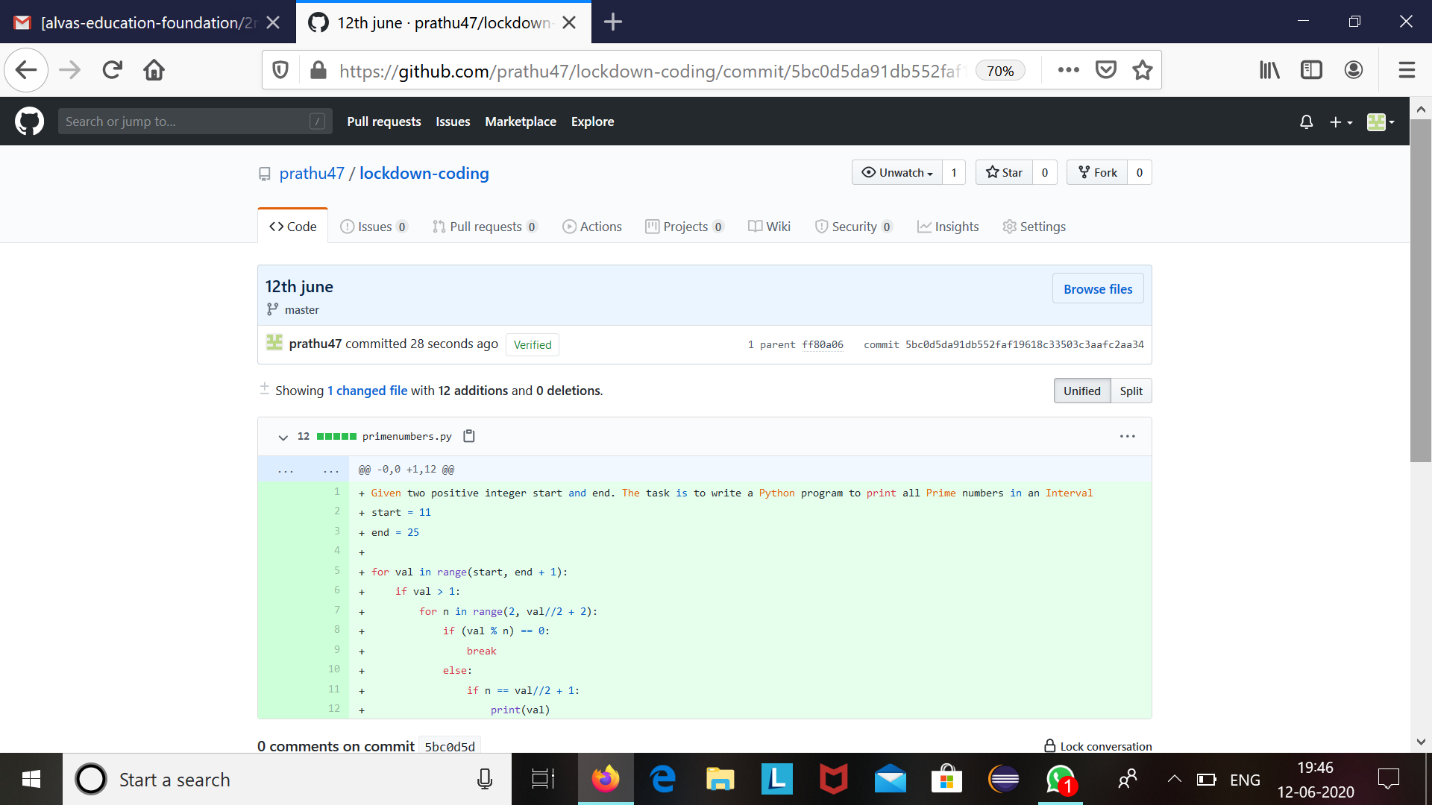 [alvas-education-foundation/2n
12th june · prathu47/lockdown-
https://github.com/prathu47/lockdown-coding/commit/5bc0d5da91db552faf1 70%
Search or jump to... /
Pull requests Issues Marketplace Explore
prathu47 / lockdown-coding
Unwatch 1 Star 0 Fork 0
Code Issues 0 Pull requests 0 Actions Projects 0 Wiki Security 0 Insights Settings
12th june
Browse files
master
prathu47 committed 28 seconds ago Verified
1 parent ff80a06 commit 5bc0d5da91db552faf19618c33503c3aafc2aa34
Showing 1 changed file with 12 additions and 0 deletions.
Unified Split
12 primenumbers.py
... ... @@ -0,0 +1,12 @@
1 + Given two positive integer start and end. The task is to write a Python program to print all Prime numbers in an Interval
2 + start = 11
3 + end = 25
4 +
5 + for val in range(start, end + 1):
6 + if val > 1:
7 + for n in range(2, val//2 + 2):
8 + if (val % n) == 0:
9 + break
10 + else:
11 + if n == val//2 + 1:
12 + print(val)
0 comments on commit 5bc0d5d
Lock conversation
Start a search
L
1
ENG
19:46
12-06-2020